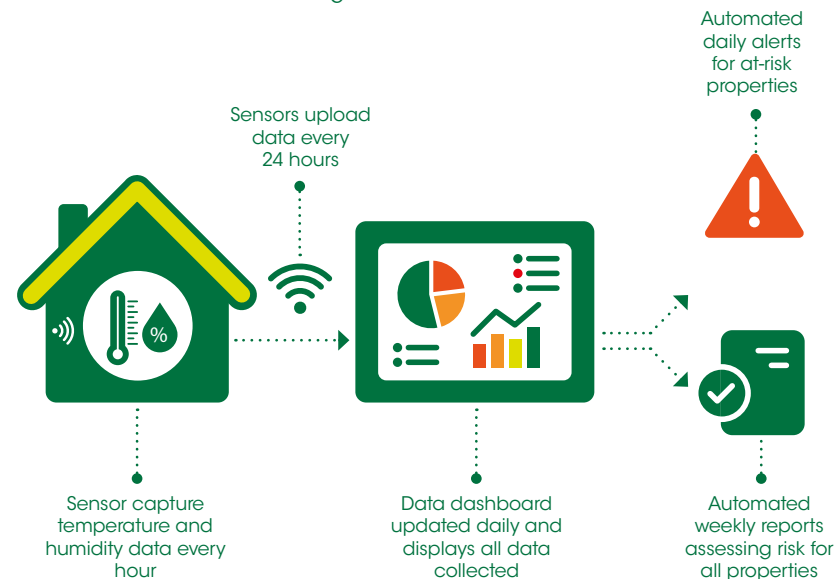 Automated
daily alerts
for at-risk
properties
Sensors upload
data every
24 hours
%
Sensor capture
temperature and
humidity data every
hour
Data dashboard
updated daily and
displays all data
collected
Automated
weekly reports
assessing risk for
all properties